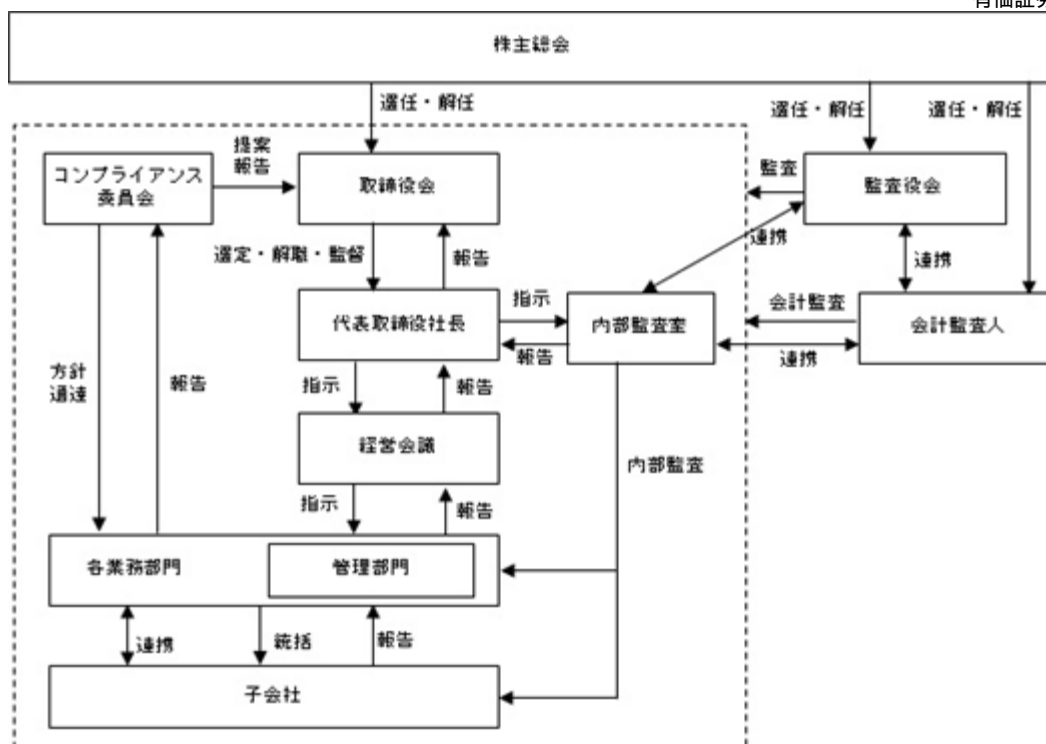 有価証券
株主総会
選任・解任
選任・解任
選任・解任
コンプライアンス
委員会
提案
報告
取締役会
監査
監査役会
選定・解職・監督
報告
連携
連携
代表取締役社長
指示
報告
内部監査室
会計監査
連携
会計監査人
方針
通達
報告
指示
報告
経営会議
内部監査
指示
報告
各業務部門
管理部門
連携
統括
報告
子会社